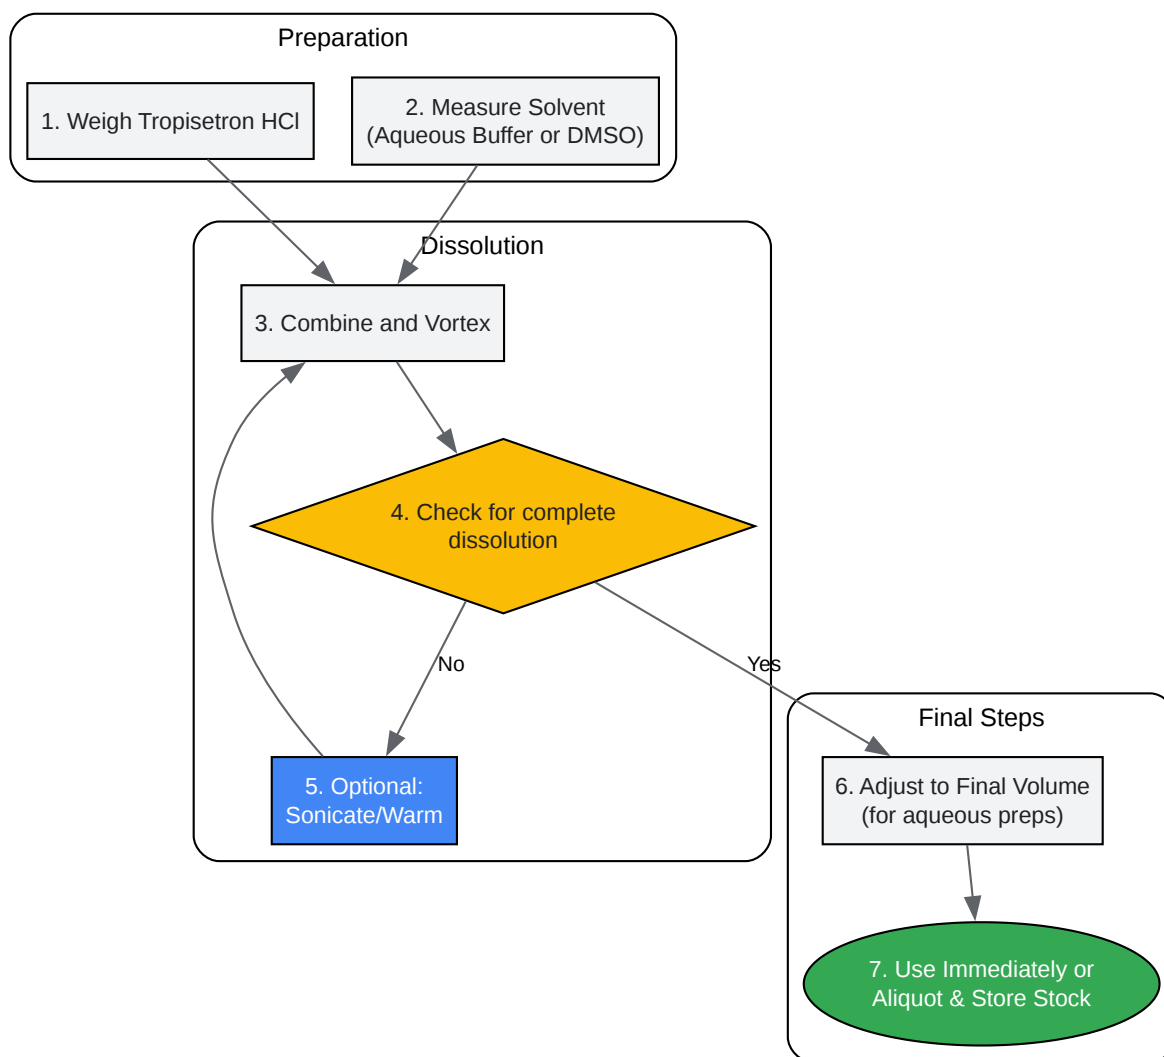 Preparation
1. Weigh Tropisetron HCl
2. Measure Solvent
(Aqueous Buffer or DMSO)
Dissolution
3. Combine and Vortex
4. Check for complete
dissolution
No
Yes
5. Optional:
Sonicate/Warm
Final Steps
6. Adjust to Final Volume
(for aqueous preps)
7. Use Immediately or
Aliquot & Store Stock